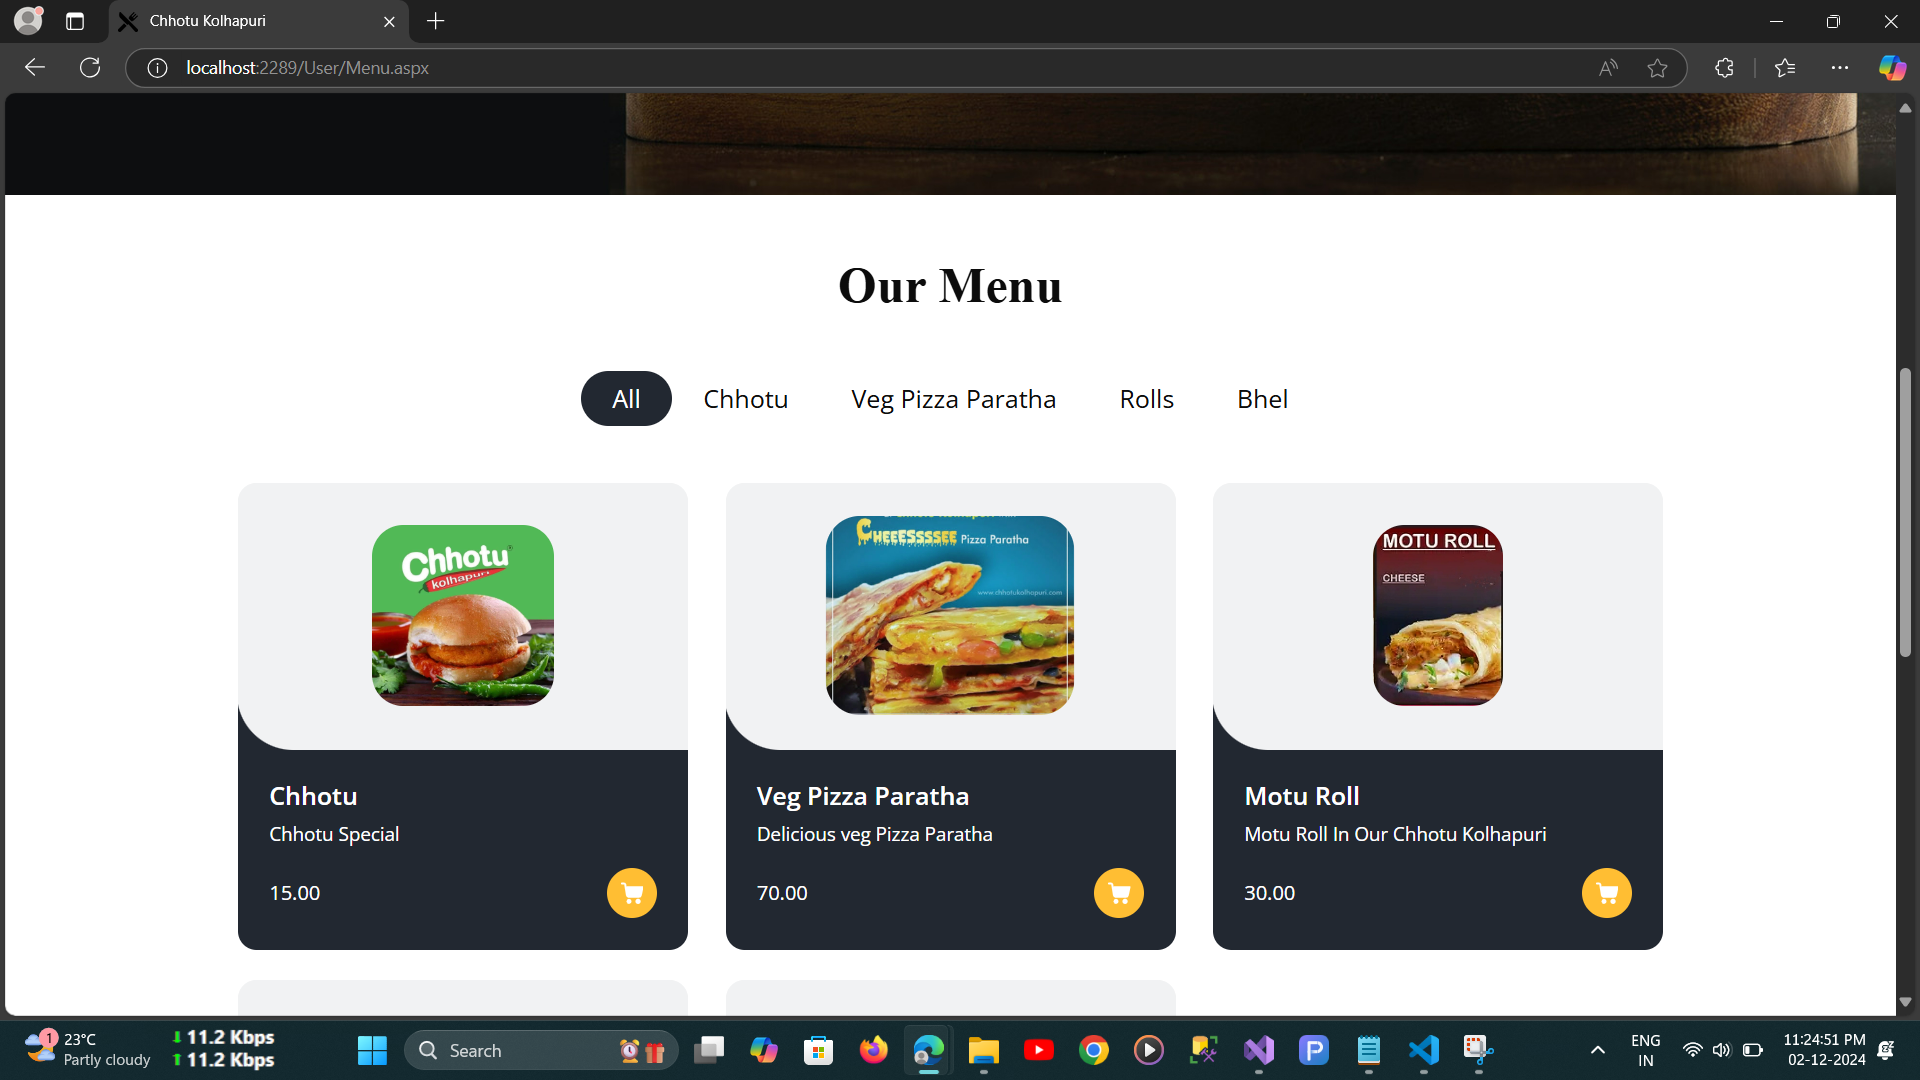 Chhotu Kolhapuri
localhost:2289/User/Menu.aspx
Our Menu
All
Chhotu
Veg Pizza Paratha
Rolls
Bhel
Chhotu
kolhapuri
CHEEESSSSEE Pizza Paratha
www.chhotukolhapuri.com
MOTU ROLL
CHEESE
Chhotu
Chhotu Special
15.00
Veg Pizza Paratha
Delicious veg Pizza Paratha
70.00
Motu Roll
Motu Roll In Our Chhotu Kolhapuri
30.00
1
23°C
Partly cloudy
11.2 Kbps
11.2 Kbps
Search
ENG
IN
11:24:51 PM
02-12-2024